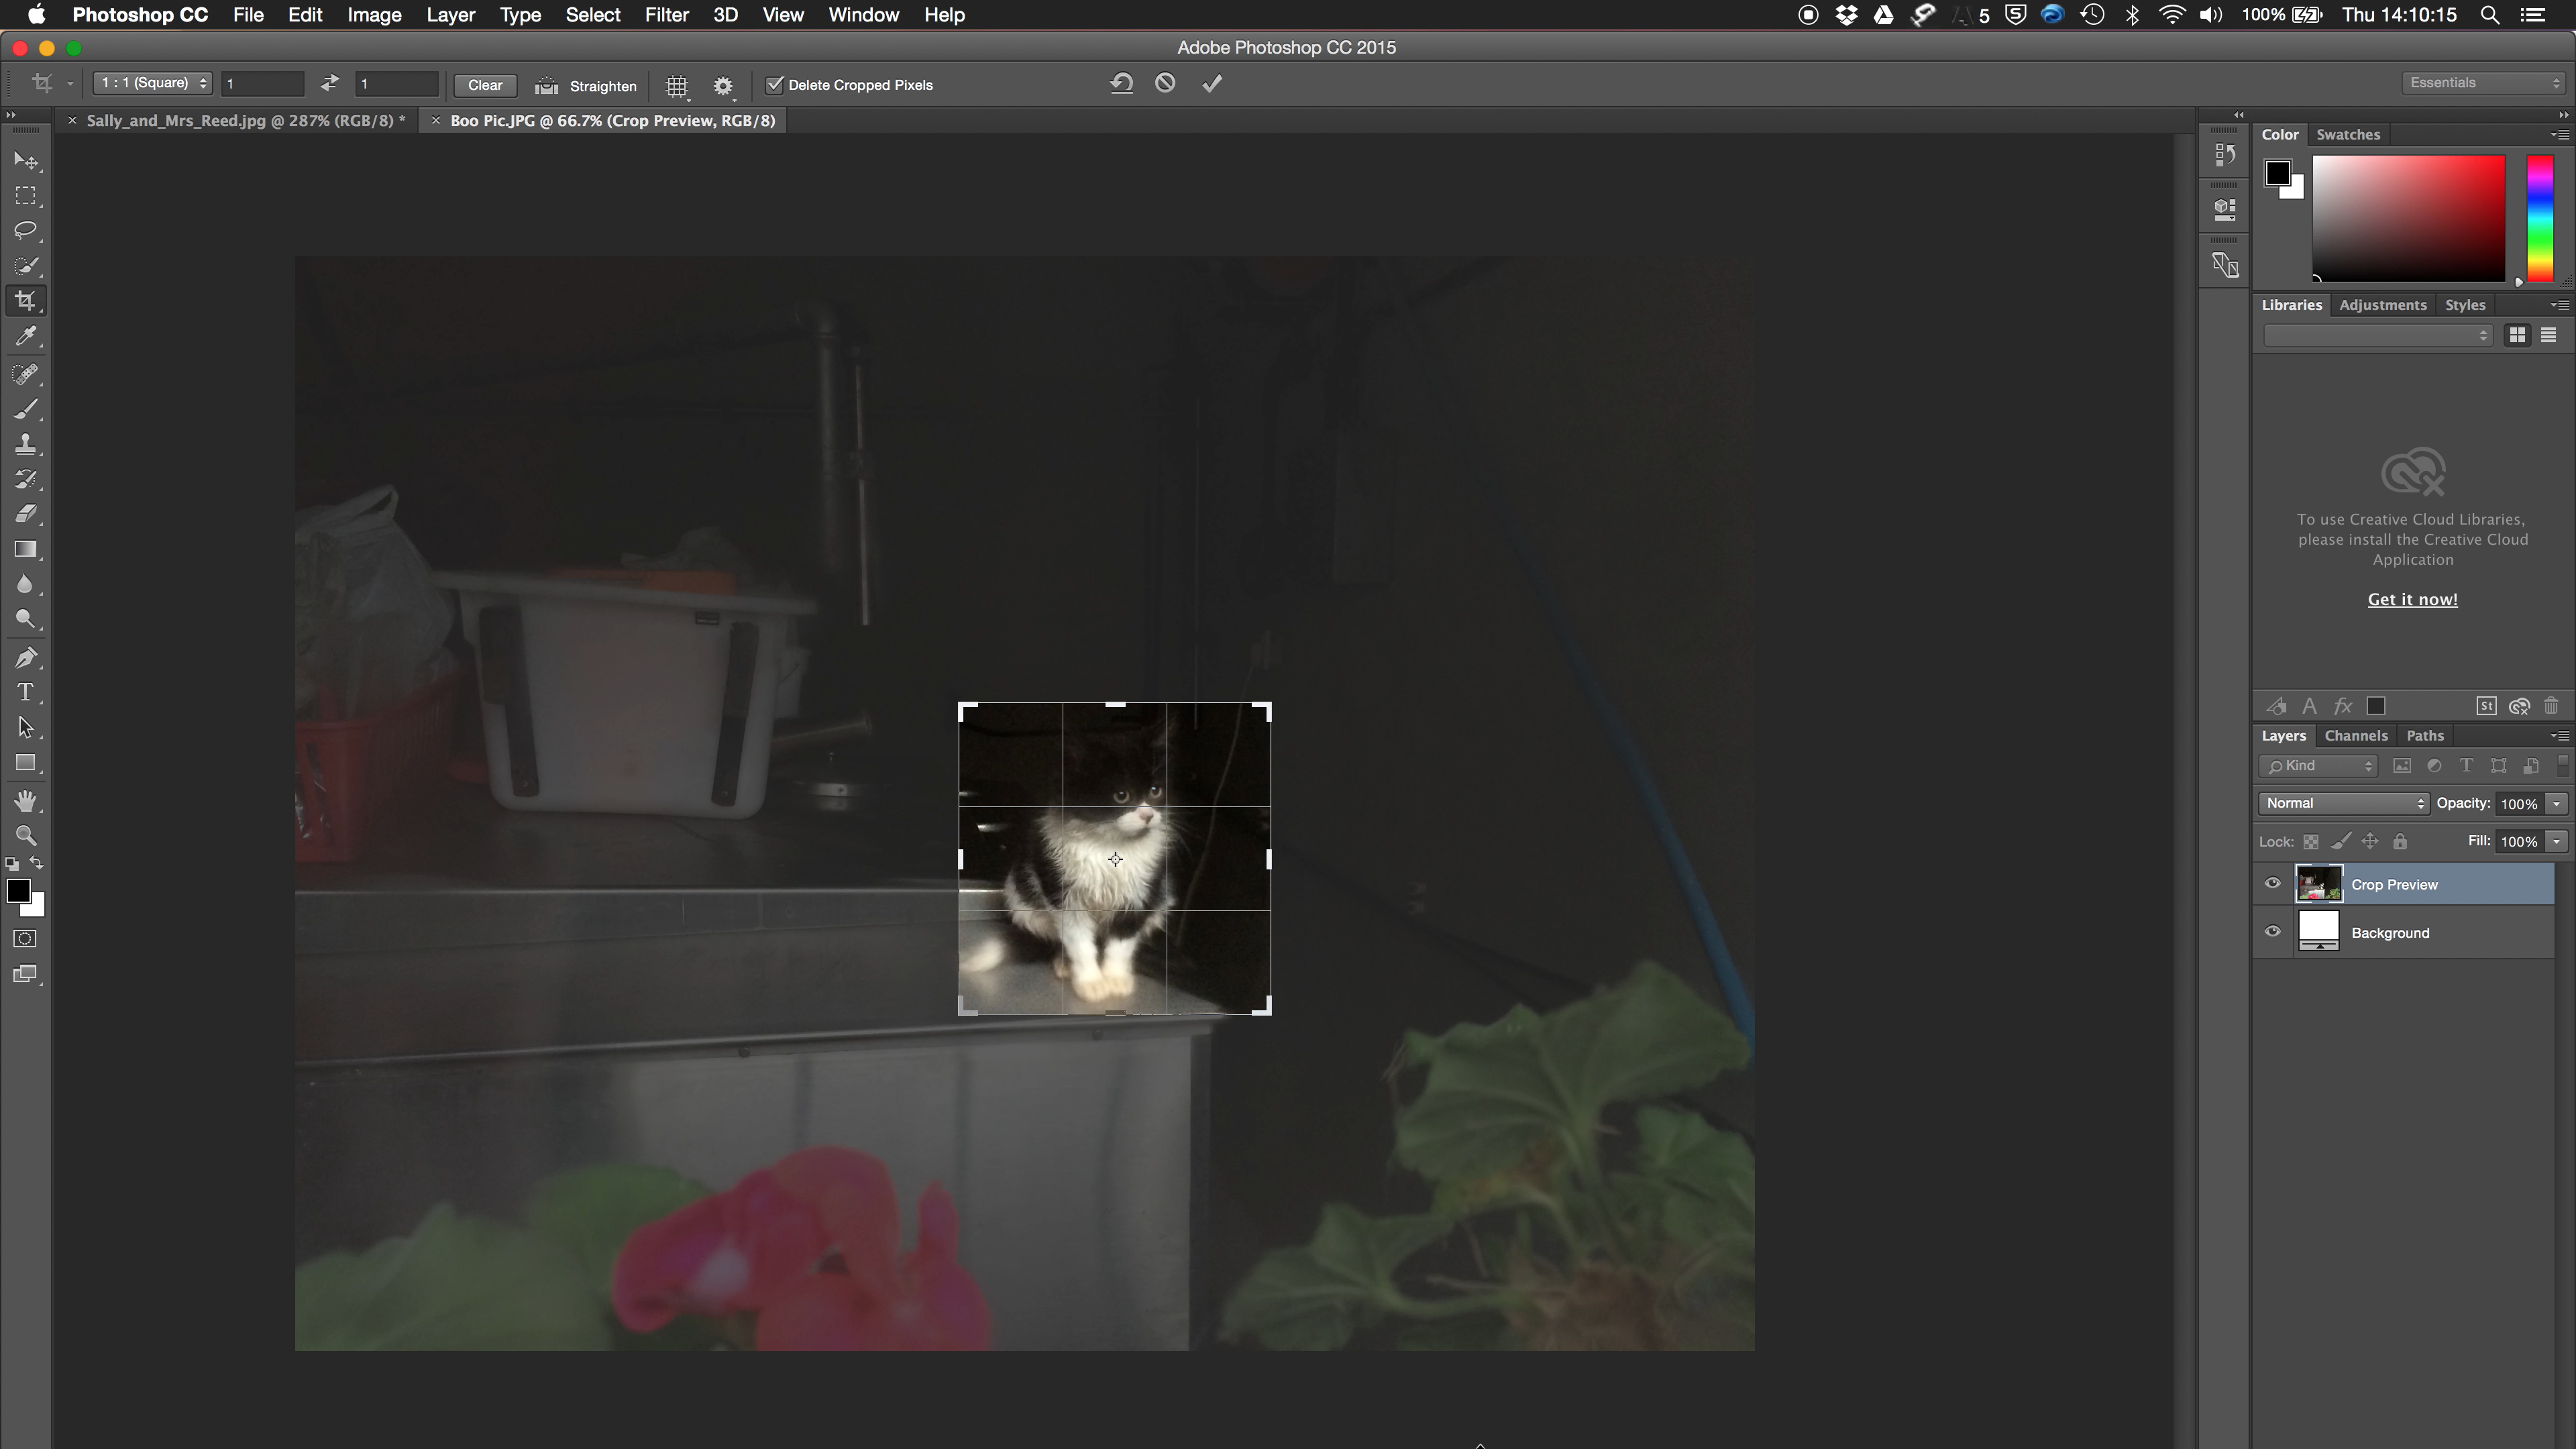 Photoshop CC File Edit Image Layer Type Select Filter 3D View Window Help 5 100% Thu 14:10:15
Adobe Photoshop CC 2015
1 : 1 (Square) 1 1 Clear Straighten Delete Cropped Pixels Essentials
× Sally_and_Mrs_Reed.jpg @ 287% (RGB/8) * × Boo Pic.JPG @ 66.7% (Crop Preview, RGB/8)
Color Swatches
Libraries Adjustments Styles
To use Creative Cloud Libraries,
please install the Creative Cloud
Application
Get it now!
A fx St
Layers Channels Paths
Kind T
Normal Opacity: 100%
Lock: Fill: 100%
Crop Preview
Background
T